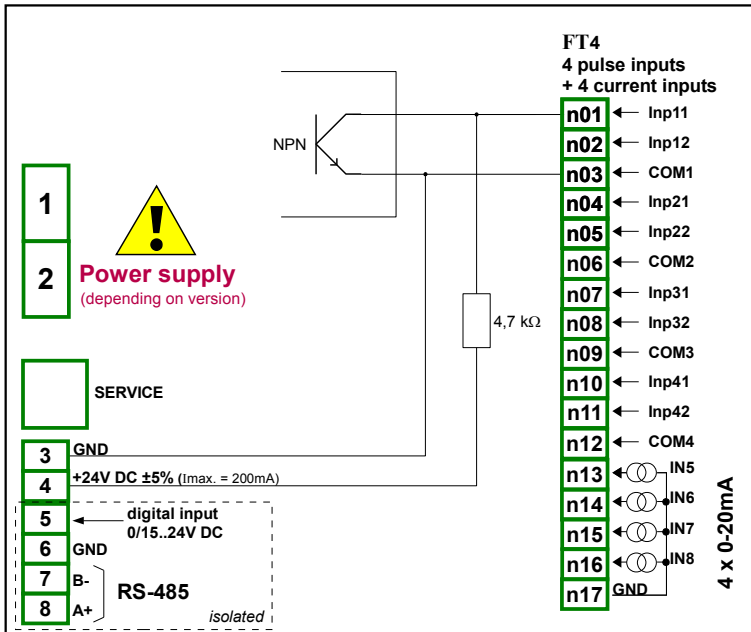 FT4
4 pulse inputs
+ 4 current inputs
n01 Inp11
n02 Inp12
n03 COM1
n04 Inp21
n05 Inp22
n06 COM2
n07 Inp31
n08 Inp32
n09 COM3
n10 Inp41
n11 Inp42
n12 COM4
n13 IN5
n14 IN6
n15 IN7
n16 IN8
n17 GND
4 x 0-20mA
NPN
4,7 kΩ
1
2
!
Power supply
(depending on version)
SERVICE
3 GND
4 +24V DC ±5% (Imax. = 200mA)
5 digital input
0/15..24V DC
6 GND
7 B-
RS-485
8 A+
isolated